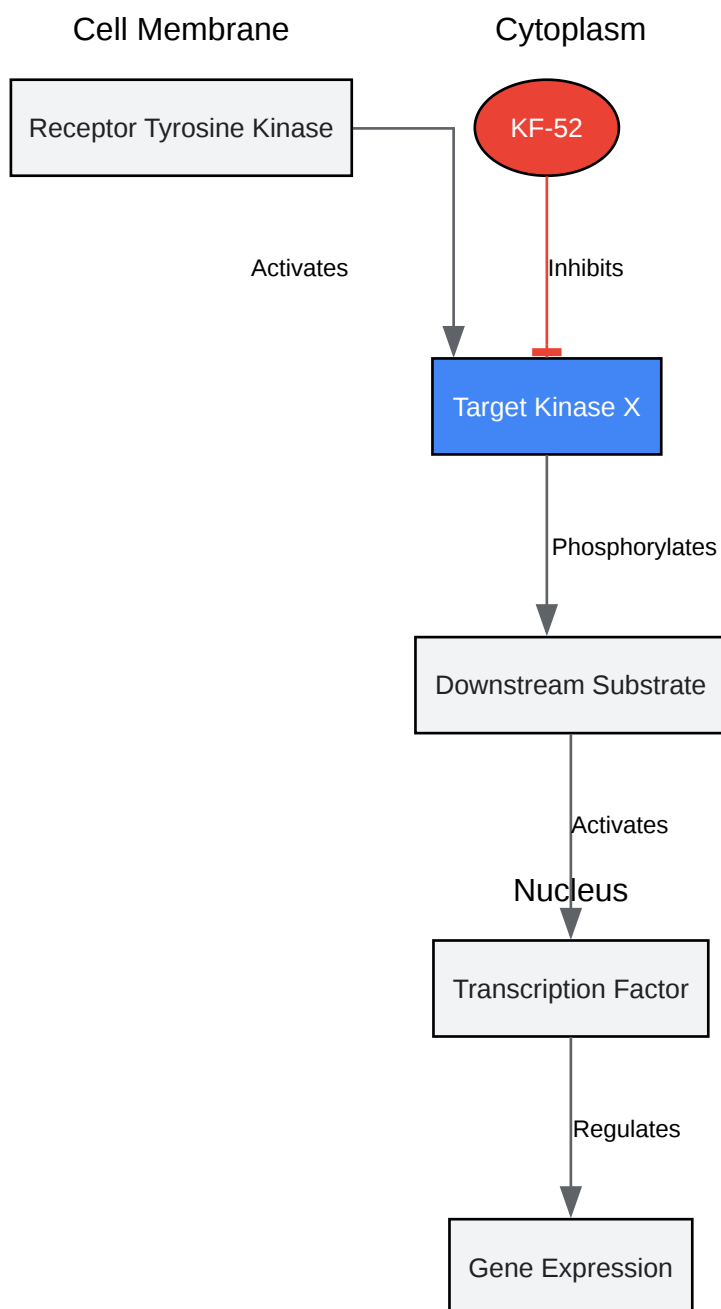 Cell Membrane
Cytoplasm
Receptor Tyrosine Kinase
KF-52
Activates
Inhibits
Target Kinase X
Phosphorylates
Downstream Substrate
Activates
Nucleus
Transcription Factor
Regulates
Gene Expression